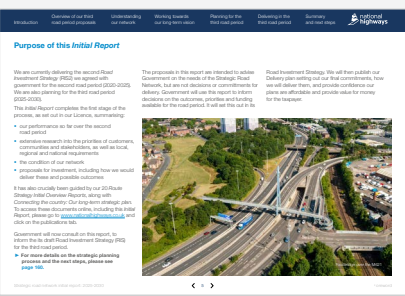 Introduction
Overview of our third
road period proposals
Understanding
our network
Working towards
our long-term vision
Planning for the
third road period
Delivering in the
third road period
Summary
and next steps
national
highways
Purpose of this Initial Report
We are currently delivering the second Road
Investment Strategy (RIS) we agreed with
government for the second road period (2020-2025).
We are also planning for the third road period
(2025-2030).
This Initial Report completes the first stage of the
process, as set out in our Licence, summarising:
• our performance so far over the second
road period
• extensive research into the priorities of customers,
communities and stakeholders, as well as local,
regional and national requirements
• the condition of our network
• proposals for investment, including how we would
deliver these and possible outcomes
It has also crucially been guided by our 20 Route
Strategy Initial Overview Reports, along with
Connecting the country: Our long-term strategic plan.
To access these documents online, including this Initial
Report, please go to www.nationalhighways.co.uk and
click on the publications tab.
Government will now consult on this report, to
inform the its draft Road Investment Strategy (RIS)
for the third road period.
► For more details on the strategic planning
process and the next steps, please see
page 160.
The proposals in this report are intended to advise
Government on the needs of the Strategic Road
Network, but are not decisions or commitments for
delivery. Government will use this report to inform
decisions on the outcomes, priorities and funding
available for the third road period. It will set this out in its
Road Investment Strategy. We will then publish our
Delivery plan setting out our final commitments, how
we will deliver them, and provide confidence our
plans are affordable and provide value for money
for the taxpayer.
Strategic road network initial report 2025-2030